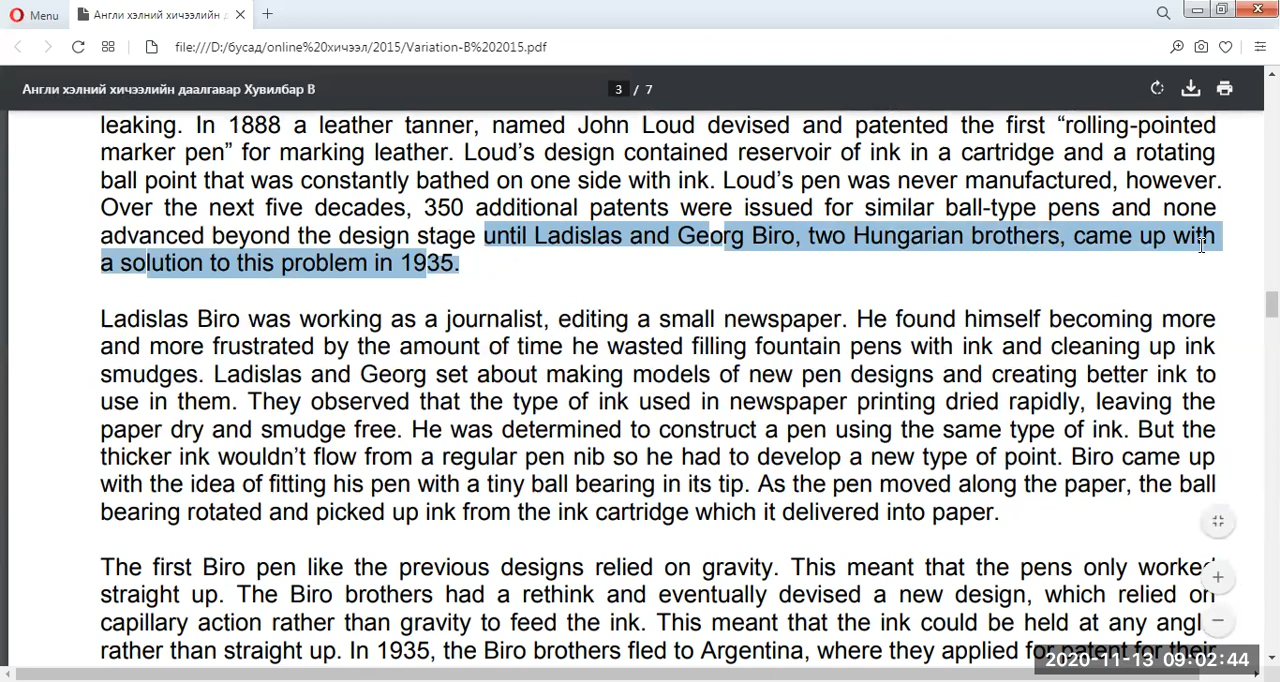 Menu
Англи хэлний хичээлийн
file:///D:/бусад/online%20хичээл/2015/Variation-B%202015.pdf
Англи хэлний хичээлийн даалгавар Хувилбар B
3 / 7
leaking. In 1888 a leather tanner, named John Loud devised and patented the first “rolling-pointed
marker pen” for marking leather. Loud’s design contained reservoir of ink in a cartridge and a rotating
ball point that was constantly bathed on one side with ink. Loud’s pen was never manufactured, however.
Over the next five decades, 350 additional patents were issued for similar ball-type pens and none
advanced beyond the design stage until Ladislas and Georg Biro, two Hungarian brothers, came up with
a solution to this problem in 1935.
Ladislas Biro was working as a journalist, editing a small newspaper. He found himself becoming more
and more frustrated by the amount of time he wasted filling fountain pens with ink and cleaning up ink
smudges. Ladislas and Georg set about making models of new pen designs and creating better ink to
use in them. They observed that the type of ink used in newspaper printing dried rapidly, leaving the
paper dry and smudge free. He was determined to construct a pen using the same type of ink. But the
thicker ink wouldn’t flow from a regular pen nib so he had to develop a new type of point. Biro came up
with the idea of fitting his pen with a tiny ball bearing in its tip. As the pen moved along the paper, the ball
bearing rotated and picked up ink from the ink cartridge which it delivered into paper.
The first Biro pen like the previous designs relied on gravity. This meant that the pens only worked
straight up. The Biro brothers had a rethink and eventually devised a new design, which relied on
capillary action rather than gravity to feed the ink. This meant that the ink could be held at any angl
rather than straight up. In 1935, the Biro brothers fled to Argentina, where they applied for patent for their
2020-11-13 09:02:44